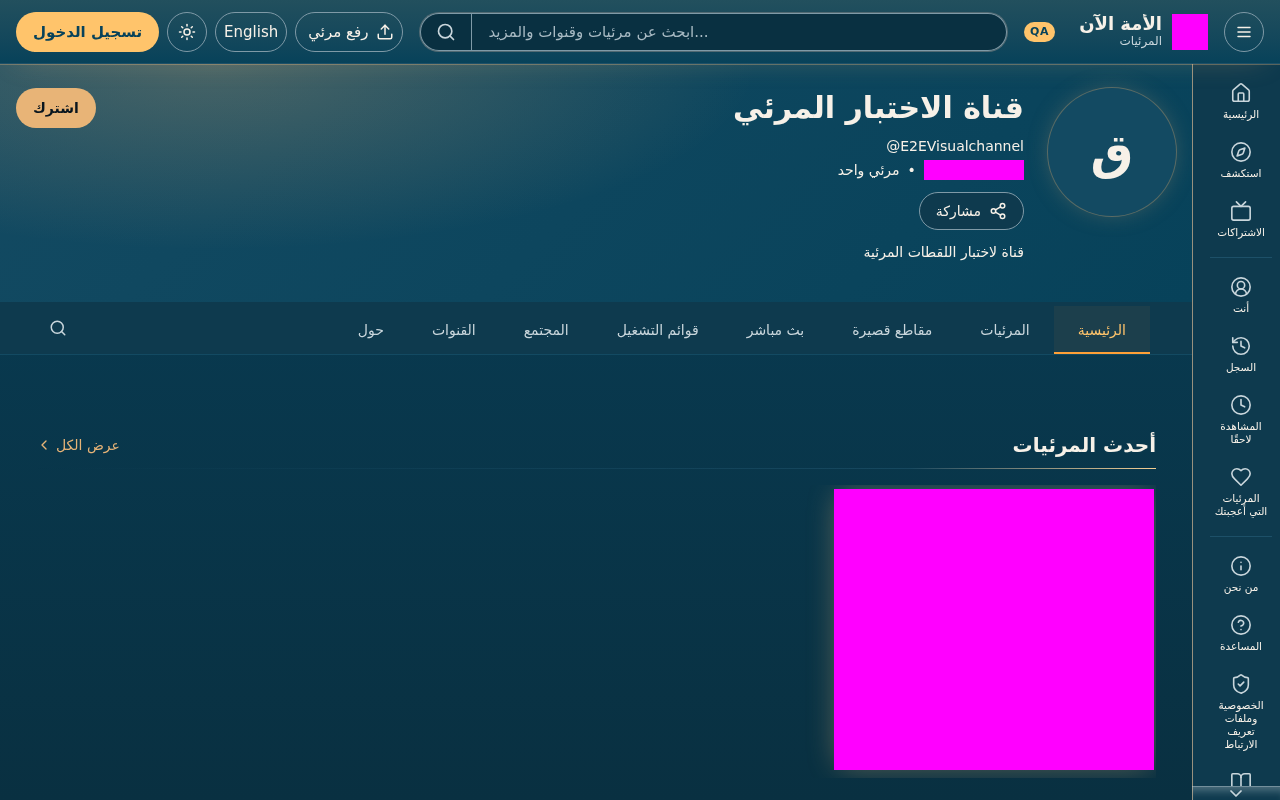 الأمة الآن
المرئيات
QA
ابحث عن مرئيات وقنوات والمزيد...
رفع مرئي
English
تسجيل الدخول
الرئيسية
استكشف
الاشتراكات
أنت
السجل
المشاهدة
لاحقًا
المرئيات
التي أعجبتك
من نحن
المساعدة
الخصوصية
وملفات
تعريف
الارتباط
ق
قناة الاختبار المرئي
@E2EVisualchannel
• مرئي واحد
مشاركة
قناة لاختبار اللقطات المرئية
اشترك
الرئيسية
المرئيات
مقاطع قصيرة
بث مباشر
قوائم التشغيل
المجتمع
القنوات
حول
أحدث المرئيات
عرض الكل